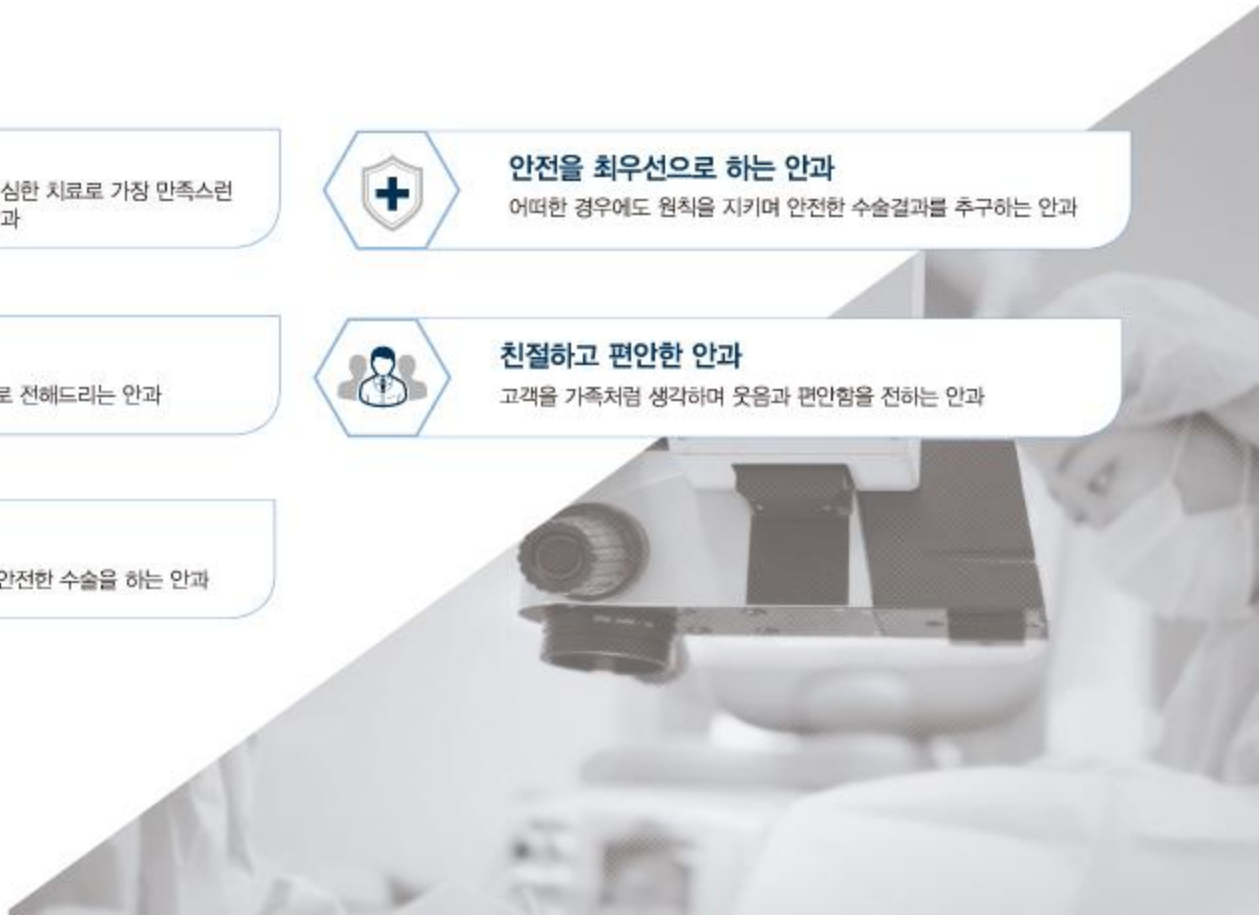 심한 치료로 가장 만족스런
과
로 전해드리는 안과
안전한 수술을 하는 안과
안전을 최우선으로 하는 안과
어떠한 경우에도 원칙을 지키며 안전한 수술결과를 추구하는 안과
친절하고 편안한 안과
고객을 가족처럼 생각하며 웃음과 편안함을 전하는 안과